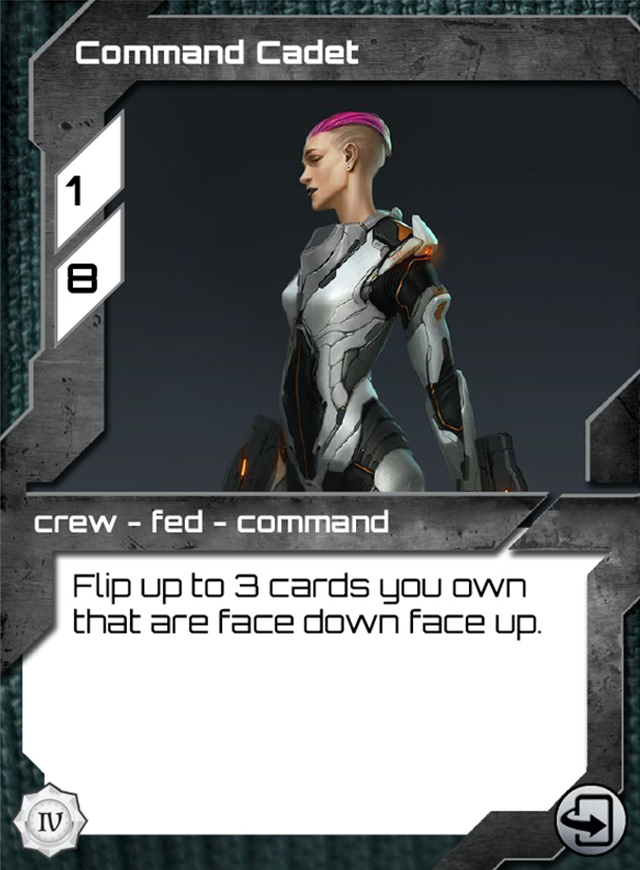 Command Cadet
1
8
crew - fed - command
Flip up to 3 cards you own
that are face down face up.
IV